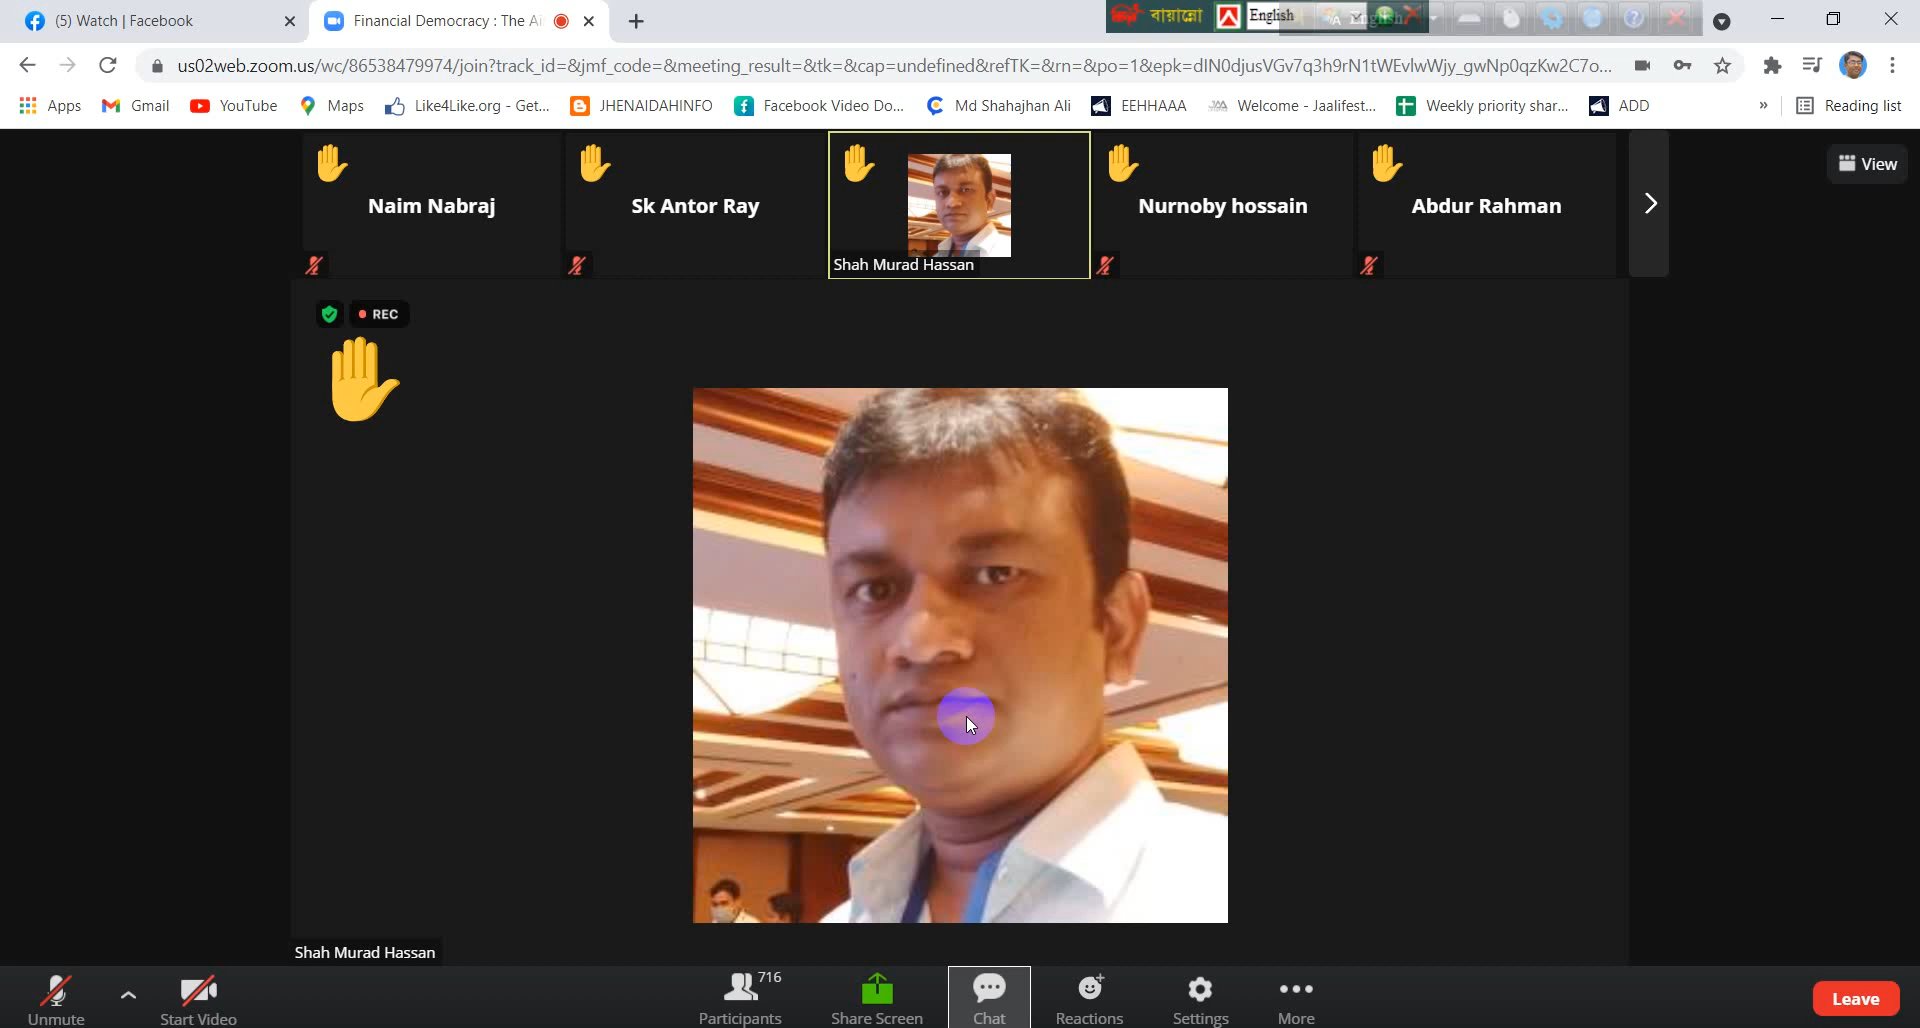 (5) Watch | Facebook
Financial Democracy : The Ai
বায়ান্নো
English
us02web.zoom.us/wc/86538479974/join?track_id=&jmf_code=&meeting_result=&tk=&cap=undefined&refTK=&rn=&po=1&epk=dIN0djusVGv7q3h9rN1tWEvlwWjy_gwNp0qzKw2C7o...
Apps
Gmail
YouTube
Maps
Like4Like.org - Get...
JHENAIDAHINFO
Facebook Video Do...
Md Shahajhan Ali
EEHHAAA
Welcome - Jaalifest...
Weekly priority shar...
ADD
»
Reading list
Naim Nabraj
Sk Antor Ray
Shah Murad Hassan
Nurnoby hossain
Abdur Rahman
View
REC
Shah Murad Hassan
Unmute
Start Video
716
Participants
Share Screen
Chat
Reactions
Settings
More
Leave